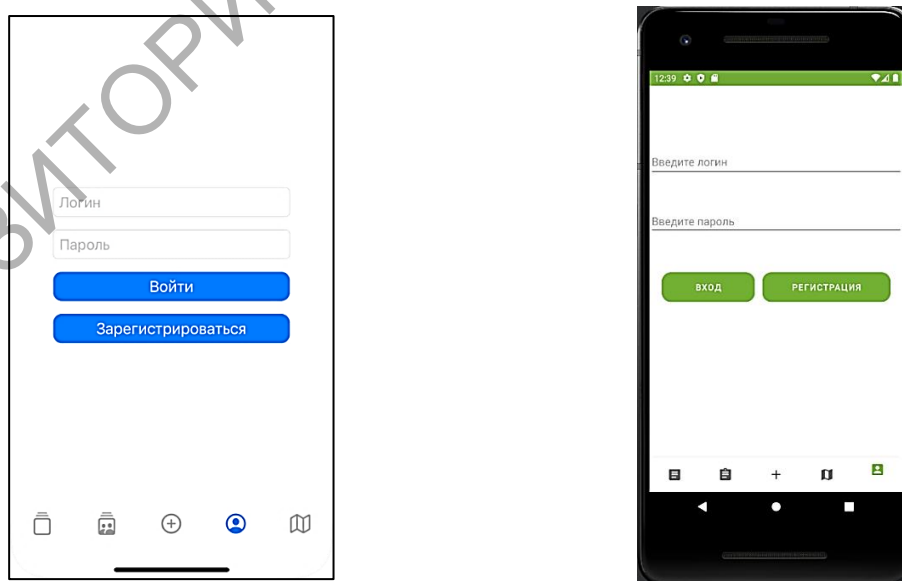 Логин
Пароль
Войти
Зарегистрироваться
12:39
Введите логин
Введите пароль
ВХОД
РЕГИСТРАЦИЯ